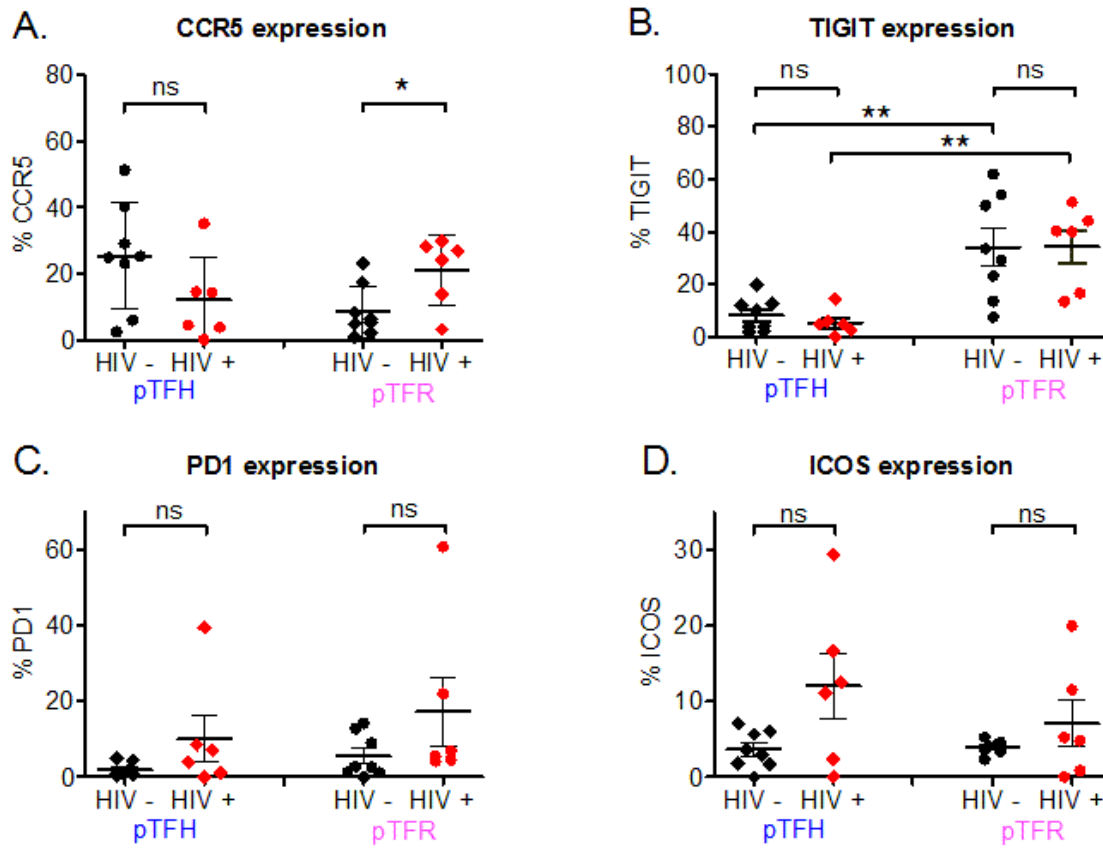 A.
CCR5 expression
% CCR5
80
60
40
20
0
ns
*
HIV - HIV + HIV - HIV +
pTFH pTFR
B.
TIGIT expression
% TIGIT
100
80
60
40
20
0
ns ns
**
**
HIV - HIV + HIV - HIV +
pTFH pTFR
C.
PD1 expression
% PD1
60
40
20
0
ns ns
HIV - HIV + HIV - HIV +
pTFH pTFR
D.
ICOS expression
% ICOS
30
20
10
0
ns ns
HIV - HIV + HIV - HIV +
pTFH pTFR